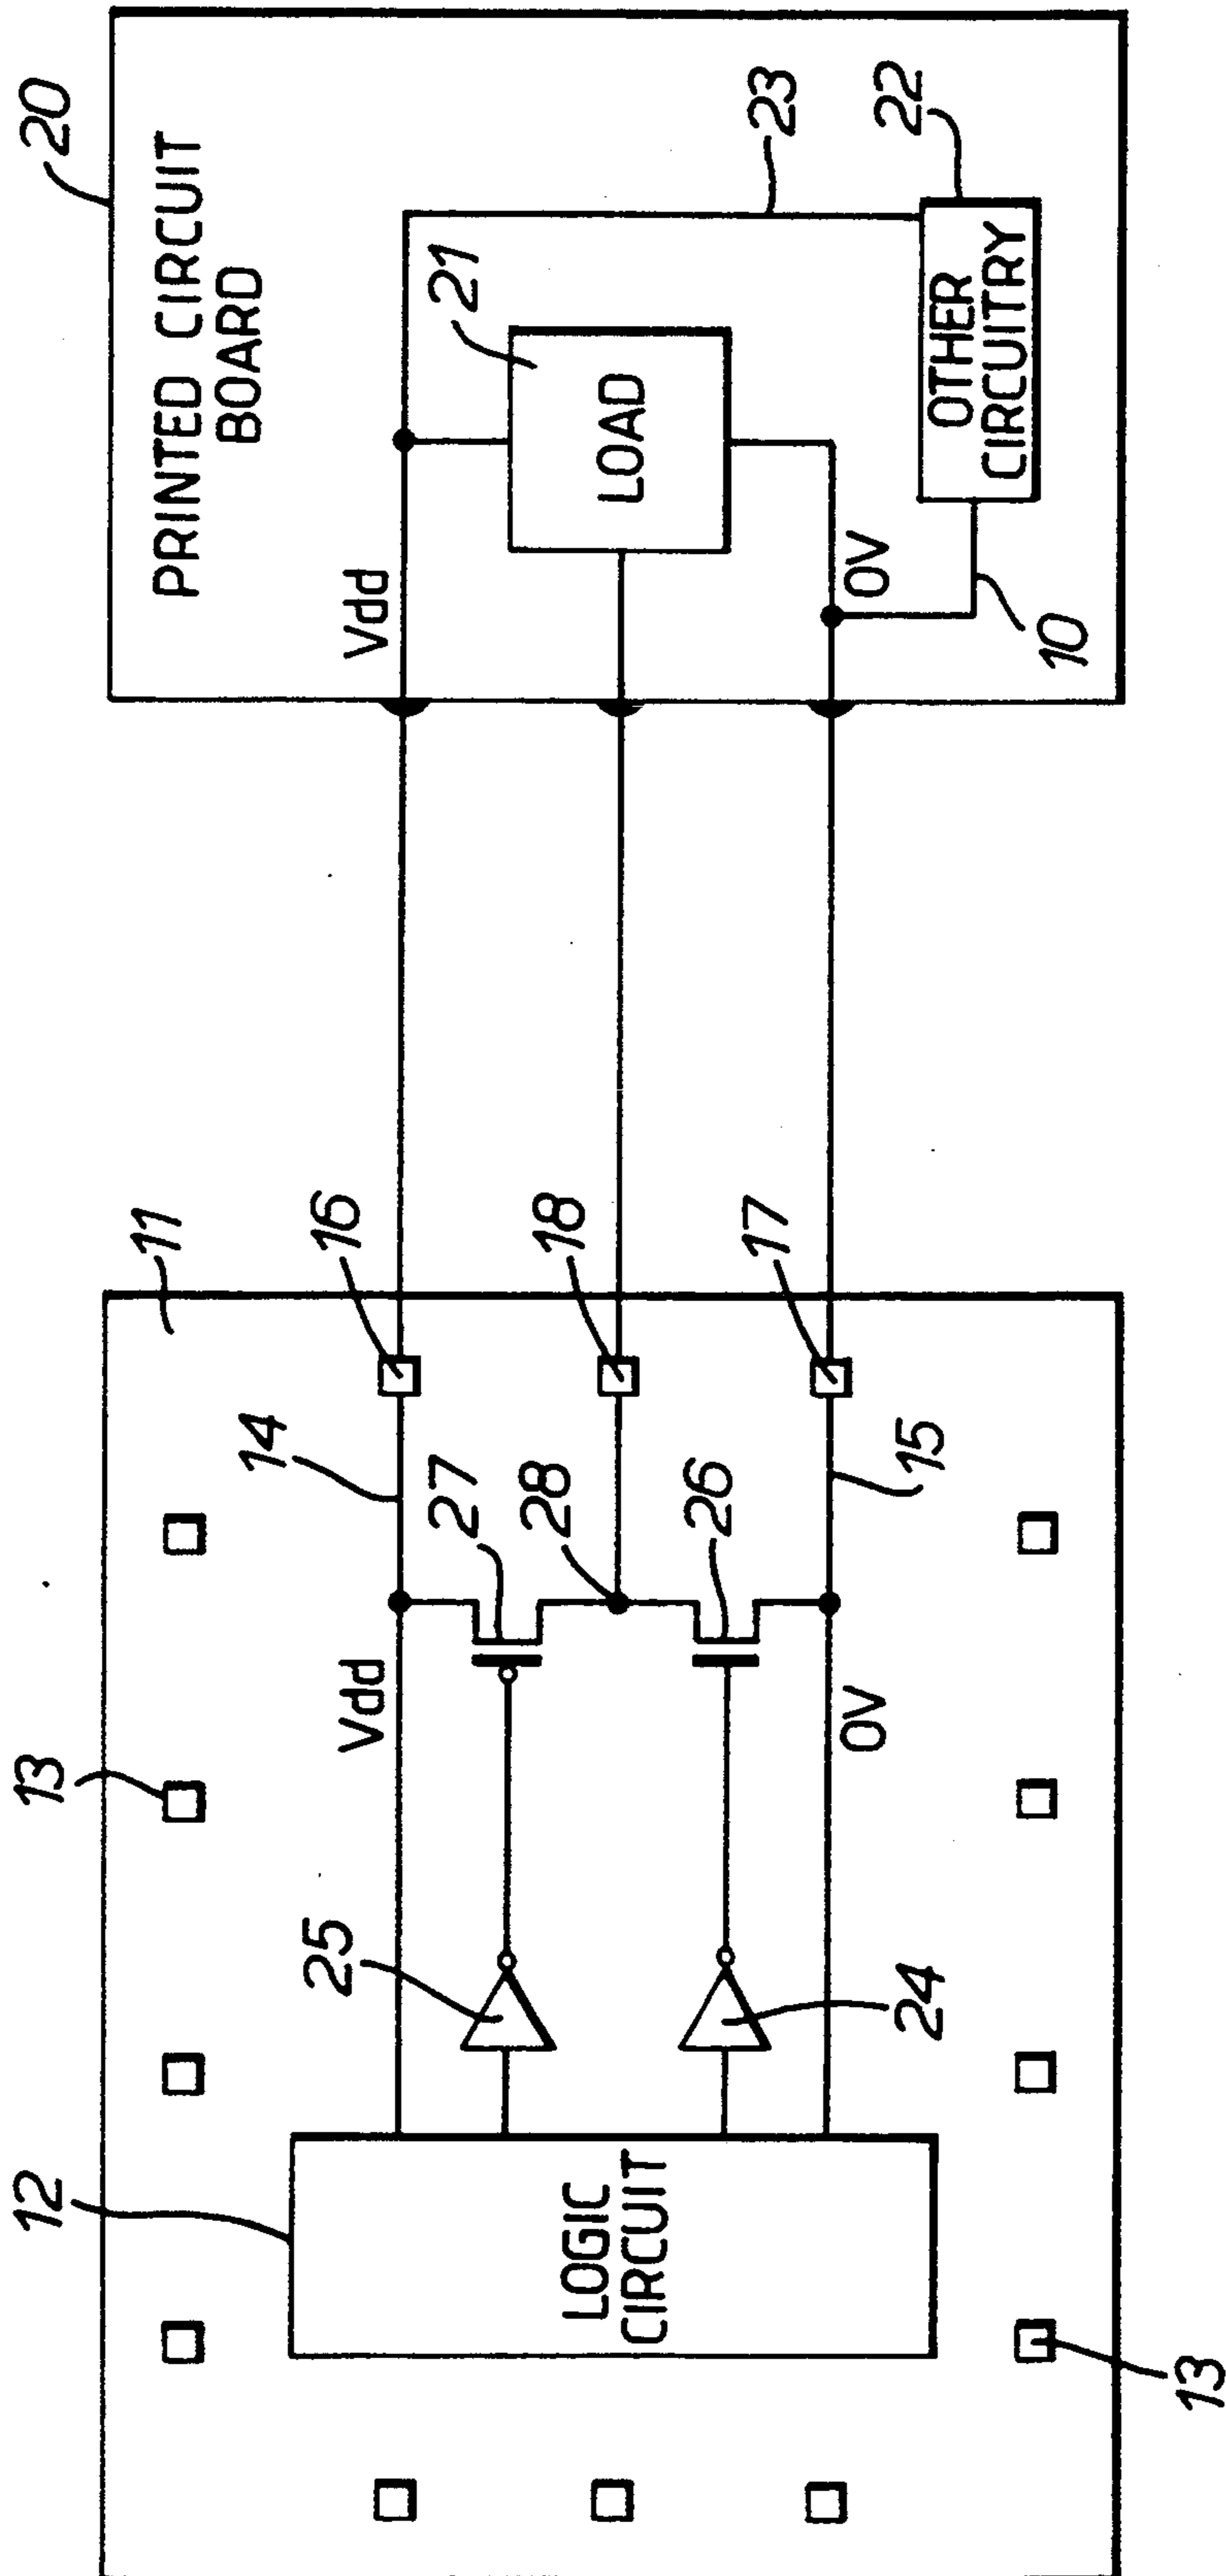 11
12
13
LOGIC
CIRCUIT
25
24
Vdd
0V
14
27
28
26
15
16
18
17
13
20
PRINTED CIRCUIT
BOARD
Vdd
21
LOAD
0V
10
23
22
OTHER
CIRCUITRY